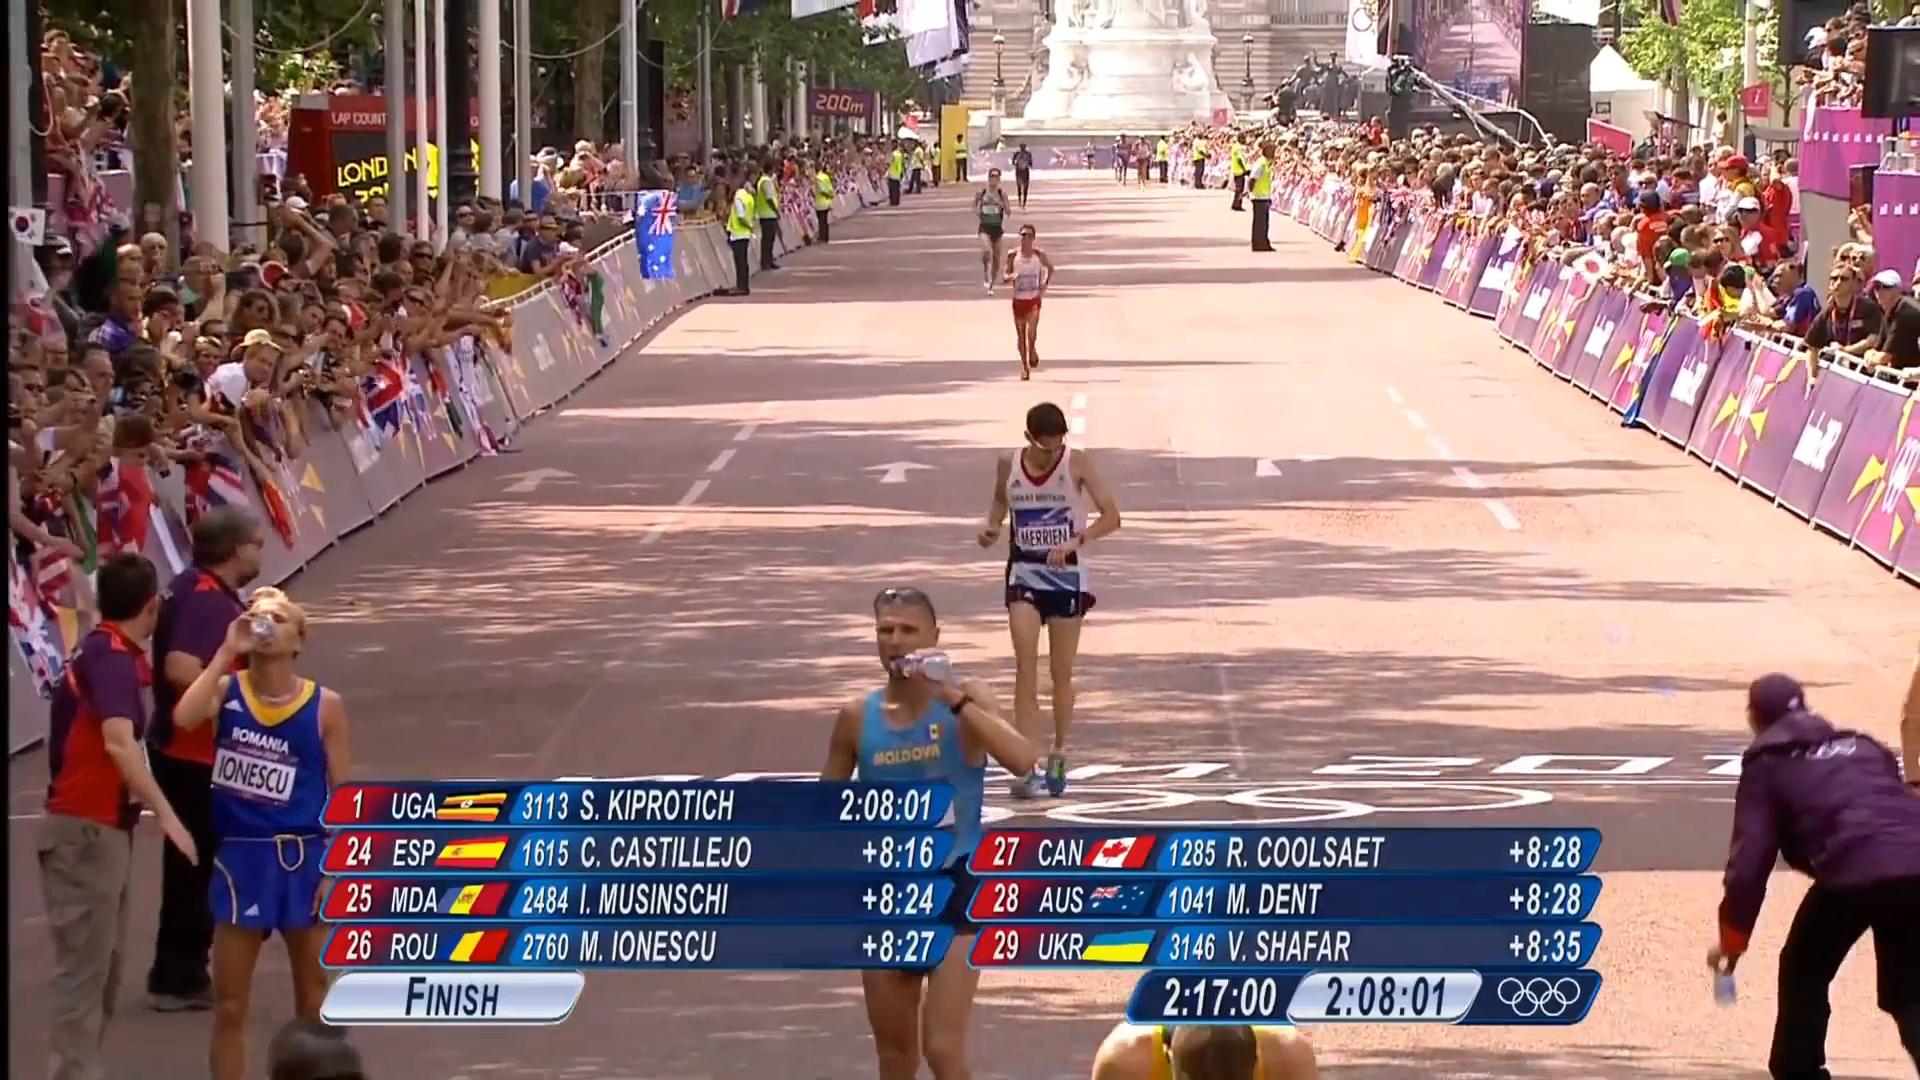 200m
LAP COUNT
LONDON
GREAT BRITAIN
MERRIEN
ROMANIA
IONESCU
MOLDOVA
1 UGA 3113 S. KIPROTICH 2:08:01
24 ESP 1615 C. CASTILLEJO +8:16
25 MDA 2484 I. MUSINSCHI +8:24
26 ROU 2760 M. IONESCU +8:27
27 CAN 1285 R. COOLSAET +8:28
28 AUS 1041 M. DENT +8:28
29 UKR 3146 V. SHAFAR +8:35
FINISH
2:17:00 2:08:01